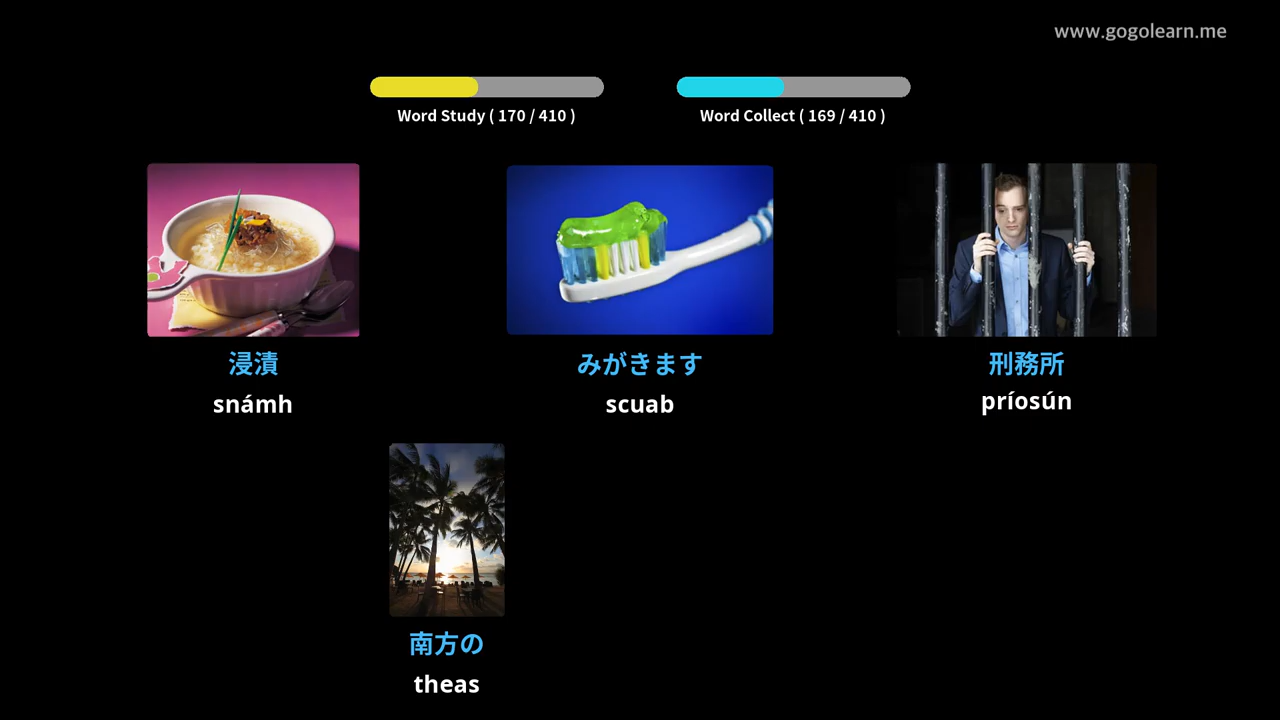 www.gogolearn.me
Word Study ( 170 / 410 )
Word Collect ( 169 / 410 )
浸漬
snámh
みがきます
scuab
刑務所
príosún
南方の
theas